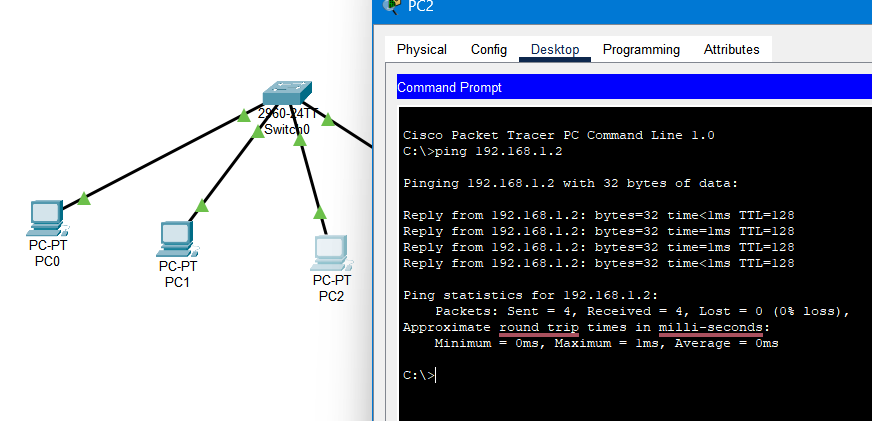 2960-24TT
Switch0
PC-PT
PC0
PC-PT
PC1
PC-PT
PC2
PC2
Physical
Config
Desktop
Programming
Attributes
Command Prompt
Cisco Packet Tracer PC Command Line 1.0
C:\>ping 192.168.1.2
Pinging 192.168.1.2 with 32 bytes of data:
Reply from 192.168.1.2: bytes=32 time<1ms TTL=128
Reply from 192.168.1.2: bytes=32 time<1ms TTL=128
Reply from 192.168.1.2: bytes=32 time<1ms TTL=128
Reply from 192.168.1.2: bytes=32 time<1ms TTL=128
Ping statistics for 192.168.1.2:
Packets: Sent = 4, Received = 4, Lost = 0 (0% loss),
Approximate round trip times in milli-seconds:
Minimum = 0ms, Maximum = 1ms, Average = 0ms
C:\>